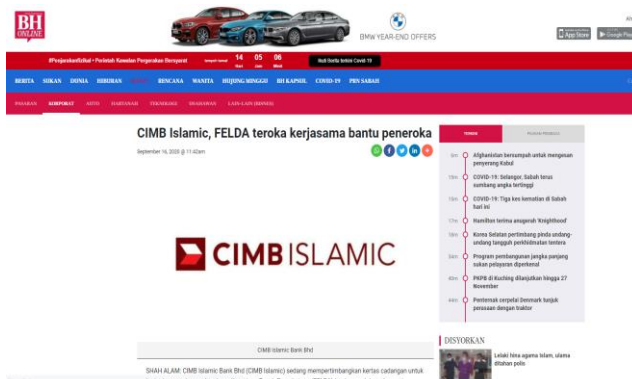 BH
ONLINE
BMW YEAR-END OFFERS
App Store
Google Play
#Penjarakanfizikal • Perintah Kawalan Pergerakan Bersyarat
14 05 06
Hari Jam Minit
Ikuti Berita terkini Covid-19
BERITA SUKAN DUNIA HIBURAN RENCANA WANITA HUJUNG MINGGU BH KAPSUL COVID-19 PRN SABAH
PASARAN KORPORAT AUTO HARTANAH TEKNOLOGI USAHAWAN LAIN-LAIN (BISNES)
CIMB Islamic, FELDA teroka kerjasama bantu peneroka
September 14, 2020 @ 11:42am
CIMB ISLAMIC
CIMB Islamic Bank Bhd
SHAH ALAM: CIMB Islamic Bank Bhd (CIMB Islamic) sedang mempertimbangkan kertas cadangan untuk
TERKINI
Afghanistan bersumpah untuk mengesan
penyerang Kabul
COVID-19: Selangor, Sabah terus
sumbang angka tertinggi
COVID-19: Tiga kes kematian di Sabah
hari ini
17m
Hamilton terima anugerah 'Knighthood'
Korea Selatan pertimbang pinda undang-
undang tangguh perkhidmatan tentera
Program pembangunan jangka panjang
sukan pelayaran diperkenal
PKPB di Kuching dilanjutkan hingga 27
November
Penternak cerpelai Denmark tunjuk
perasaan dengan traktor
DISYORKAN
Lelaki hina agama Islam, ulama
ditahan polis